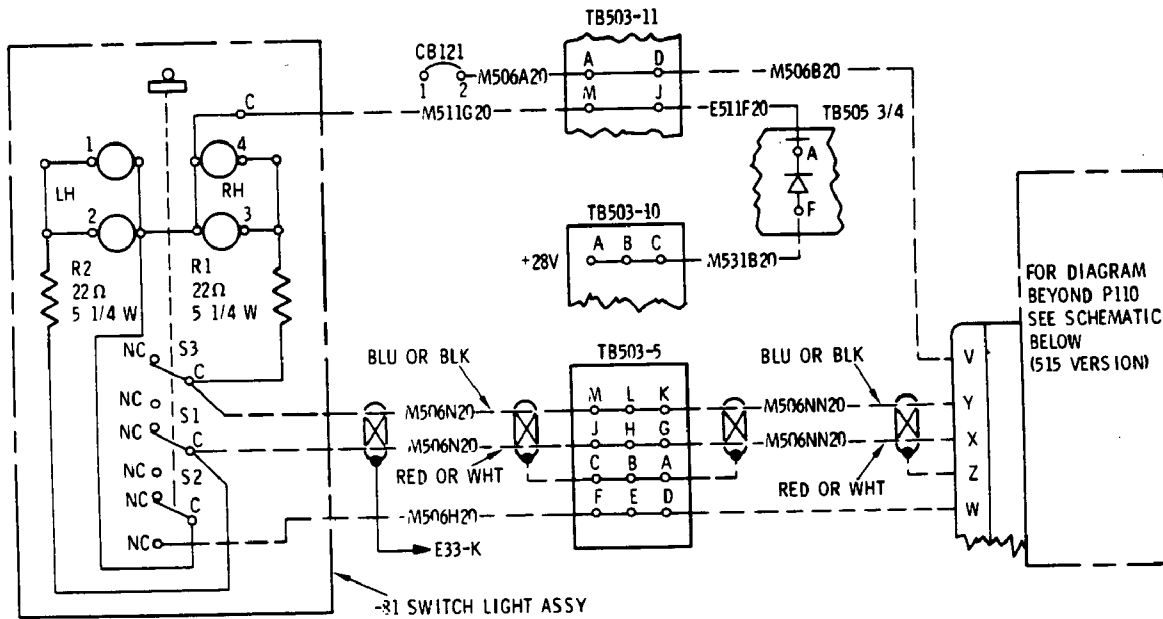 TB503-11
CB121
1 2
M506A20
A D
M506B20
M J
M511G20
E511F20
TB505 3/4
C
A
F
1
4
LH
RH
2
3
TB503-10
A B C
+28V
M531B20
R2
22Ω
5 1/4 W
R1
22Ω
5 1/4 W
FOR DIAGRAM
BEYOND P110
SEE SCHEMATIC
BELOW
(515 VERSION)
NC S3
C
NC
S1
NC
C
NC
S2
NC
C
NC
BLU OR BLK
TB503-5
BLU OR BLK
V
M506N20
M L K
M506NN20
Y
M506N20
J H G
M506NN20
X
RED OR WHT
C B A
RED OR WHT
Z
M506H20
F E D
W
E33-K
-81 SWITCH LIGHT ASSY